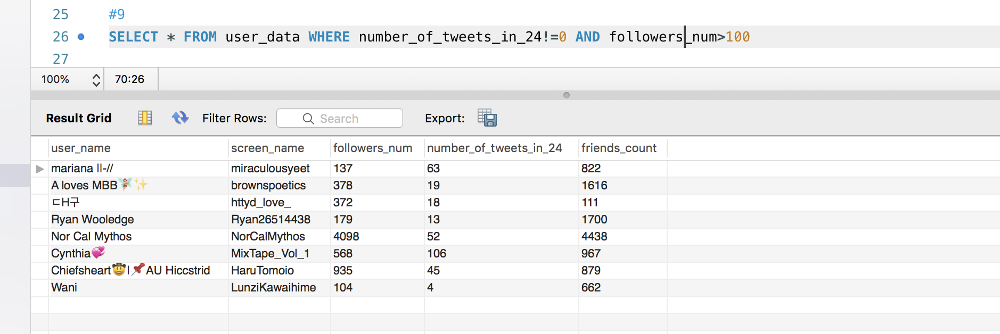 25 #9
26 SELECT * FROM user_data WHERE number_of_tweets_in_24!=0 AND followers_num>100
27
100% 70:26
Result Grid Filter Rows: Search Export:
user_name screen_name followers_num number_of_tweets_in_24 friends_count
mariana ||-// miraculousyeet 137 63 822
A loves MBB🧚✨ brownspoetics 378 19 1616
ㄷH구 httyd_love_ 372 18 111
Ryan Wooledge Ryan26514438 179 13 1700
Nor Cal Mythos NorCalMythos 4098 52 4438
Cynthia💞 MixTape_Vol_1 568 106 967
Chiefsheart🤠|📌AU Hiccstrid HaruTomoio 935 45 879
Wani LunziKawaihime 104 4 662